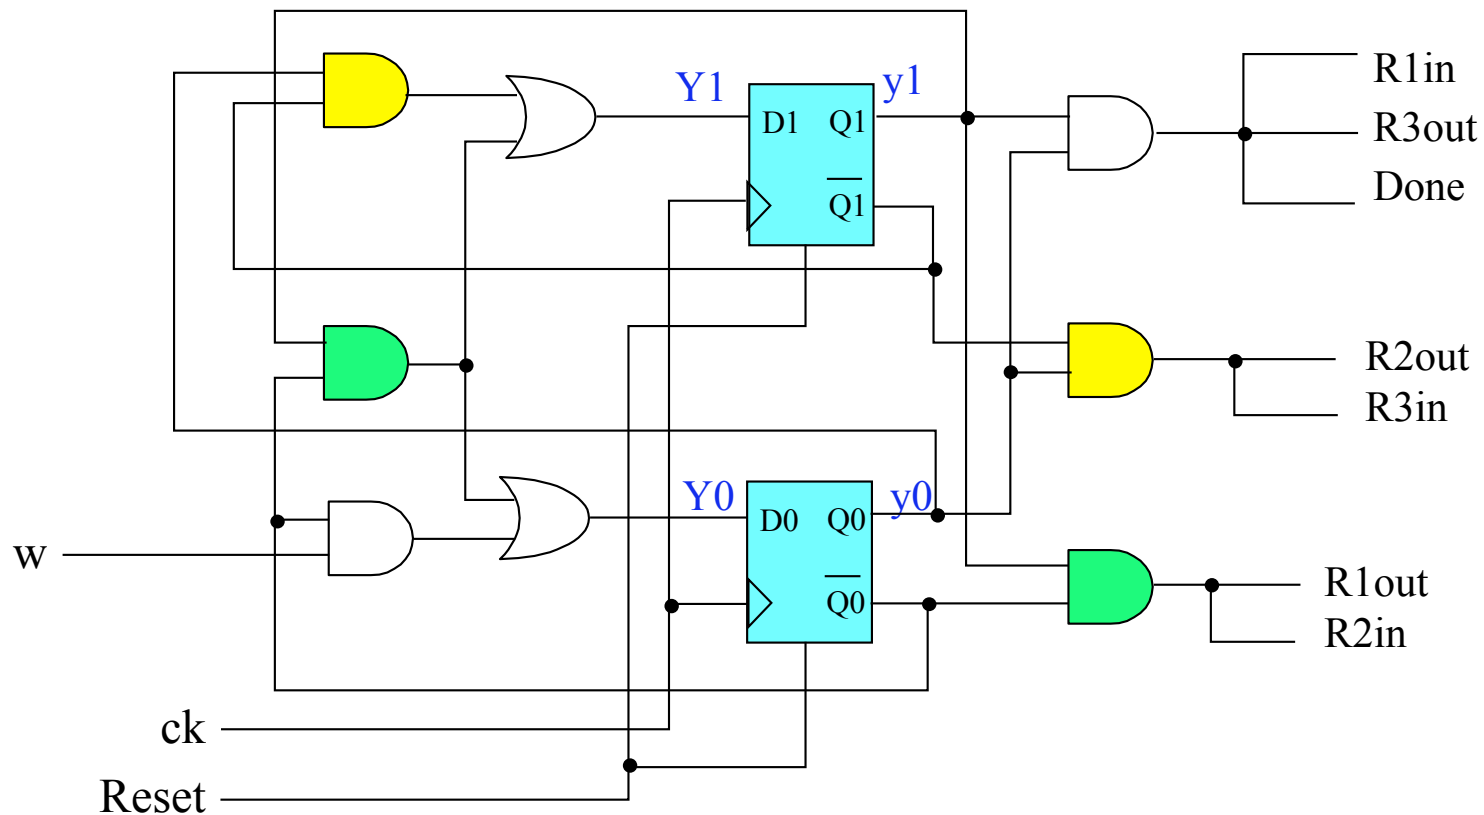 Y1
y1
D1
Q1
Q1
R1in
R3out
Done
R2out
R3in
w
Y0
y0
D0
Q0
Q0
R1out
R2in
ck
Reset